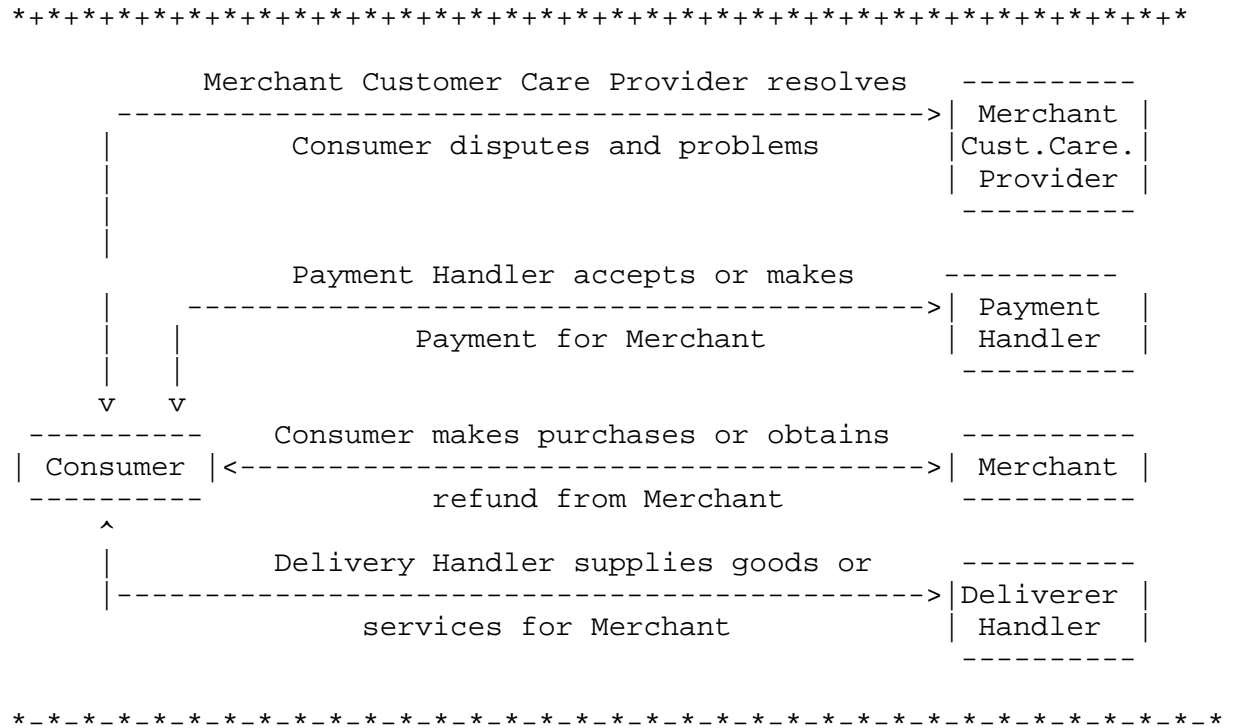 *+*+*+*+*+*+*+*+*+*+*+*+*+*+*+*+*+*+*+*+*+*+*+*+*+*+*+*+*+*+*+*+*+*
Merchant Customer Care Provider resolves   ----------
---------------------------------------------->| Merchant |
|          Consumer disputes and problems       |Cust.Care.|
|                                               | Provider |
|                                                ----------
|
Payment Handler accepts or makes     ----------
|    ------------------------------------------>| Payment  |
|   |             Payment for Merchant          | Handler  |
|   |                                            ----------
v   v
----------    Consumer makes purchases or obtains    ----------
| Consumer |<--------------------------------------->| Merchant |
----------             refund from Merchant         ----------
^
|         Delivery Handler supplies goods or     ----------
|---------------------------------------------->|Deliverer |
services for Merchant            | Handler  |
----------
*-*-*-*-*-*-*-*-*-*-*-*-*-*-*-*-*-*-*-*-*-*-*-*-*-*-*-*-*-*-*-*-*-*-*